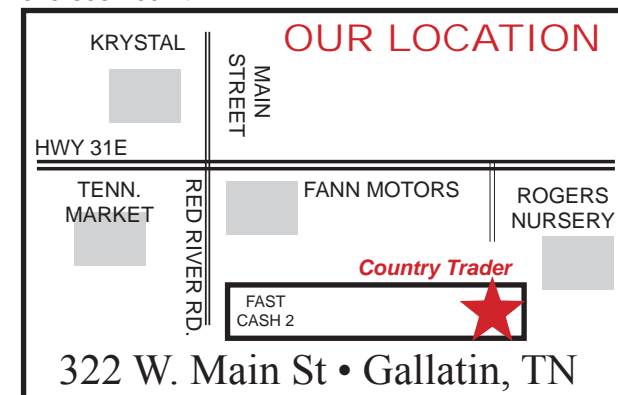 OUR LOCATION
KRYSTAL
MAIN
STREET
HWY 31E
TENN.
MARKET
RED RIVER RD.
FANN MOTORS
ROGERS
NURSERY
Country Trader
FAST
CASH 2
322 W. Main St • Gallatin, TN